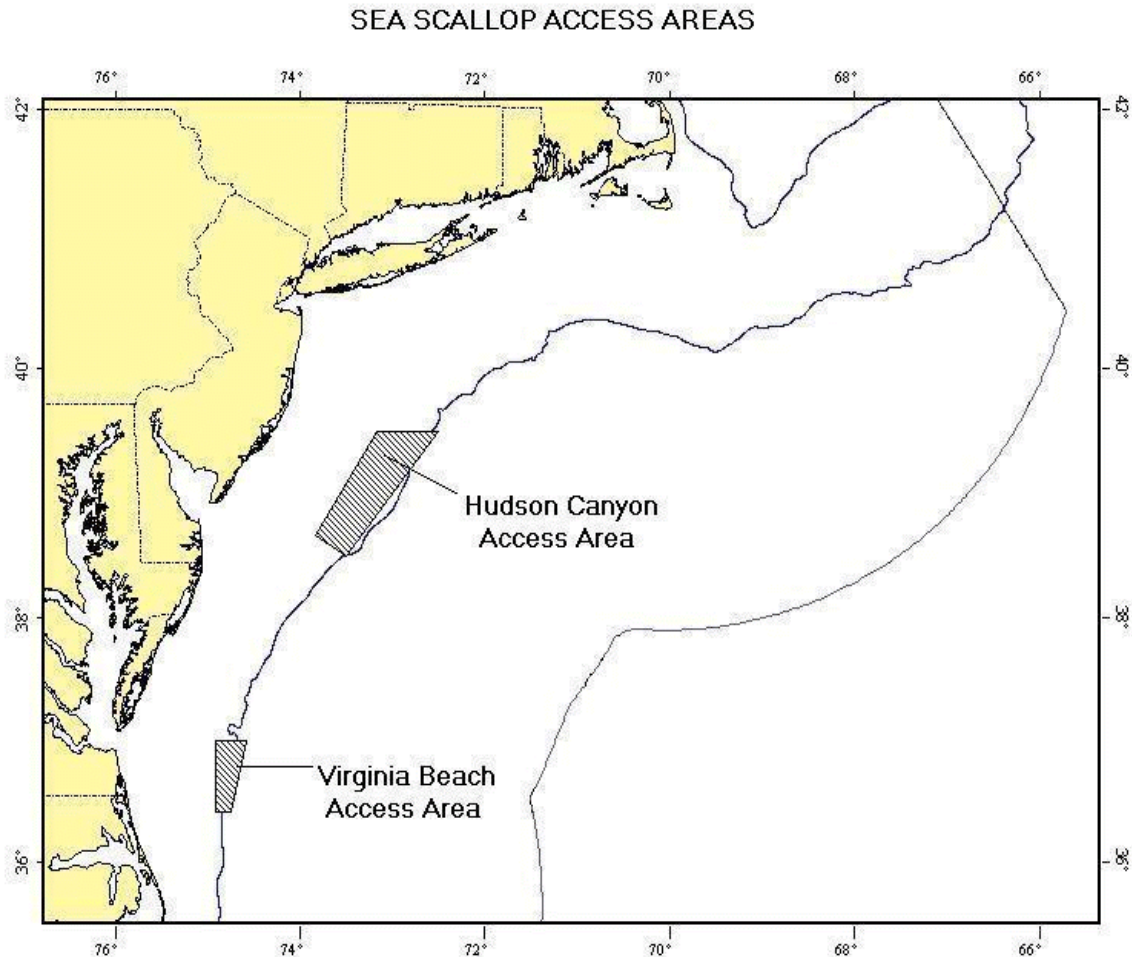 SEA SCALLOP ACCESS AREAS
76° 74° 72° 70° 68° 66°
42° 42°
40° 40°
Hudson Canyon
Access Area
38° 38°
Virginia Beach
Access Area
36° 36°
76° 74° 72° 70° 68° 66°